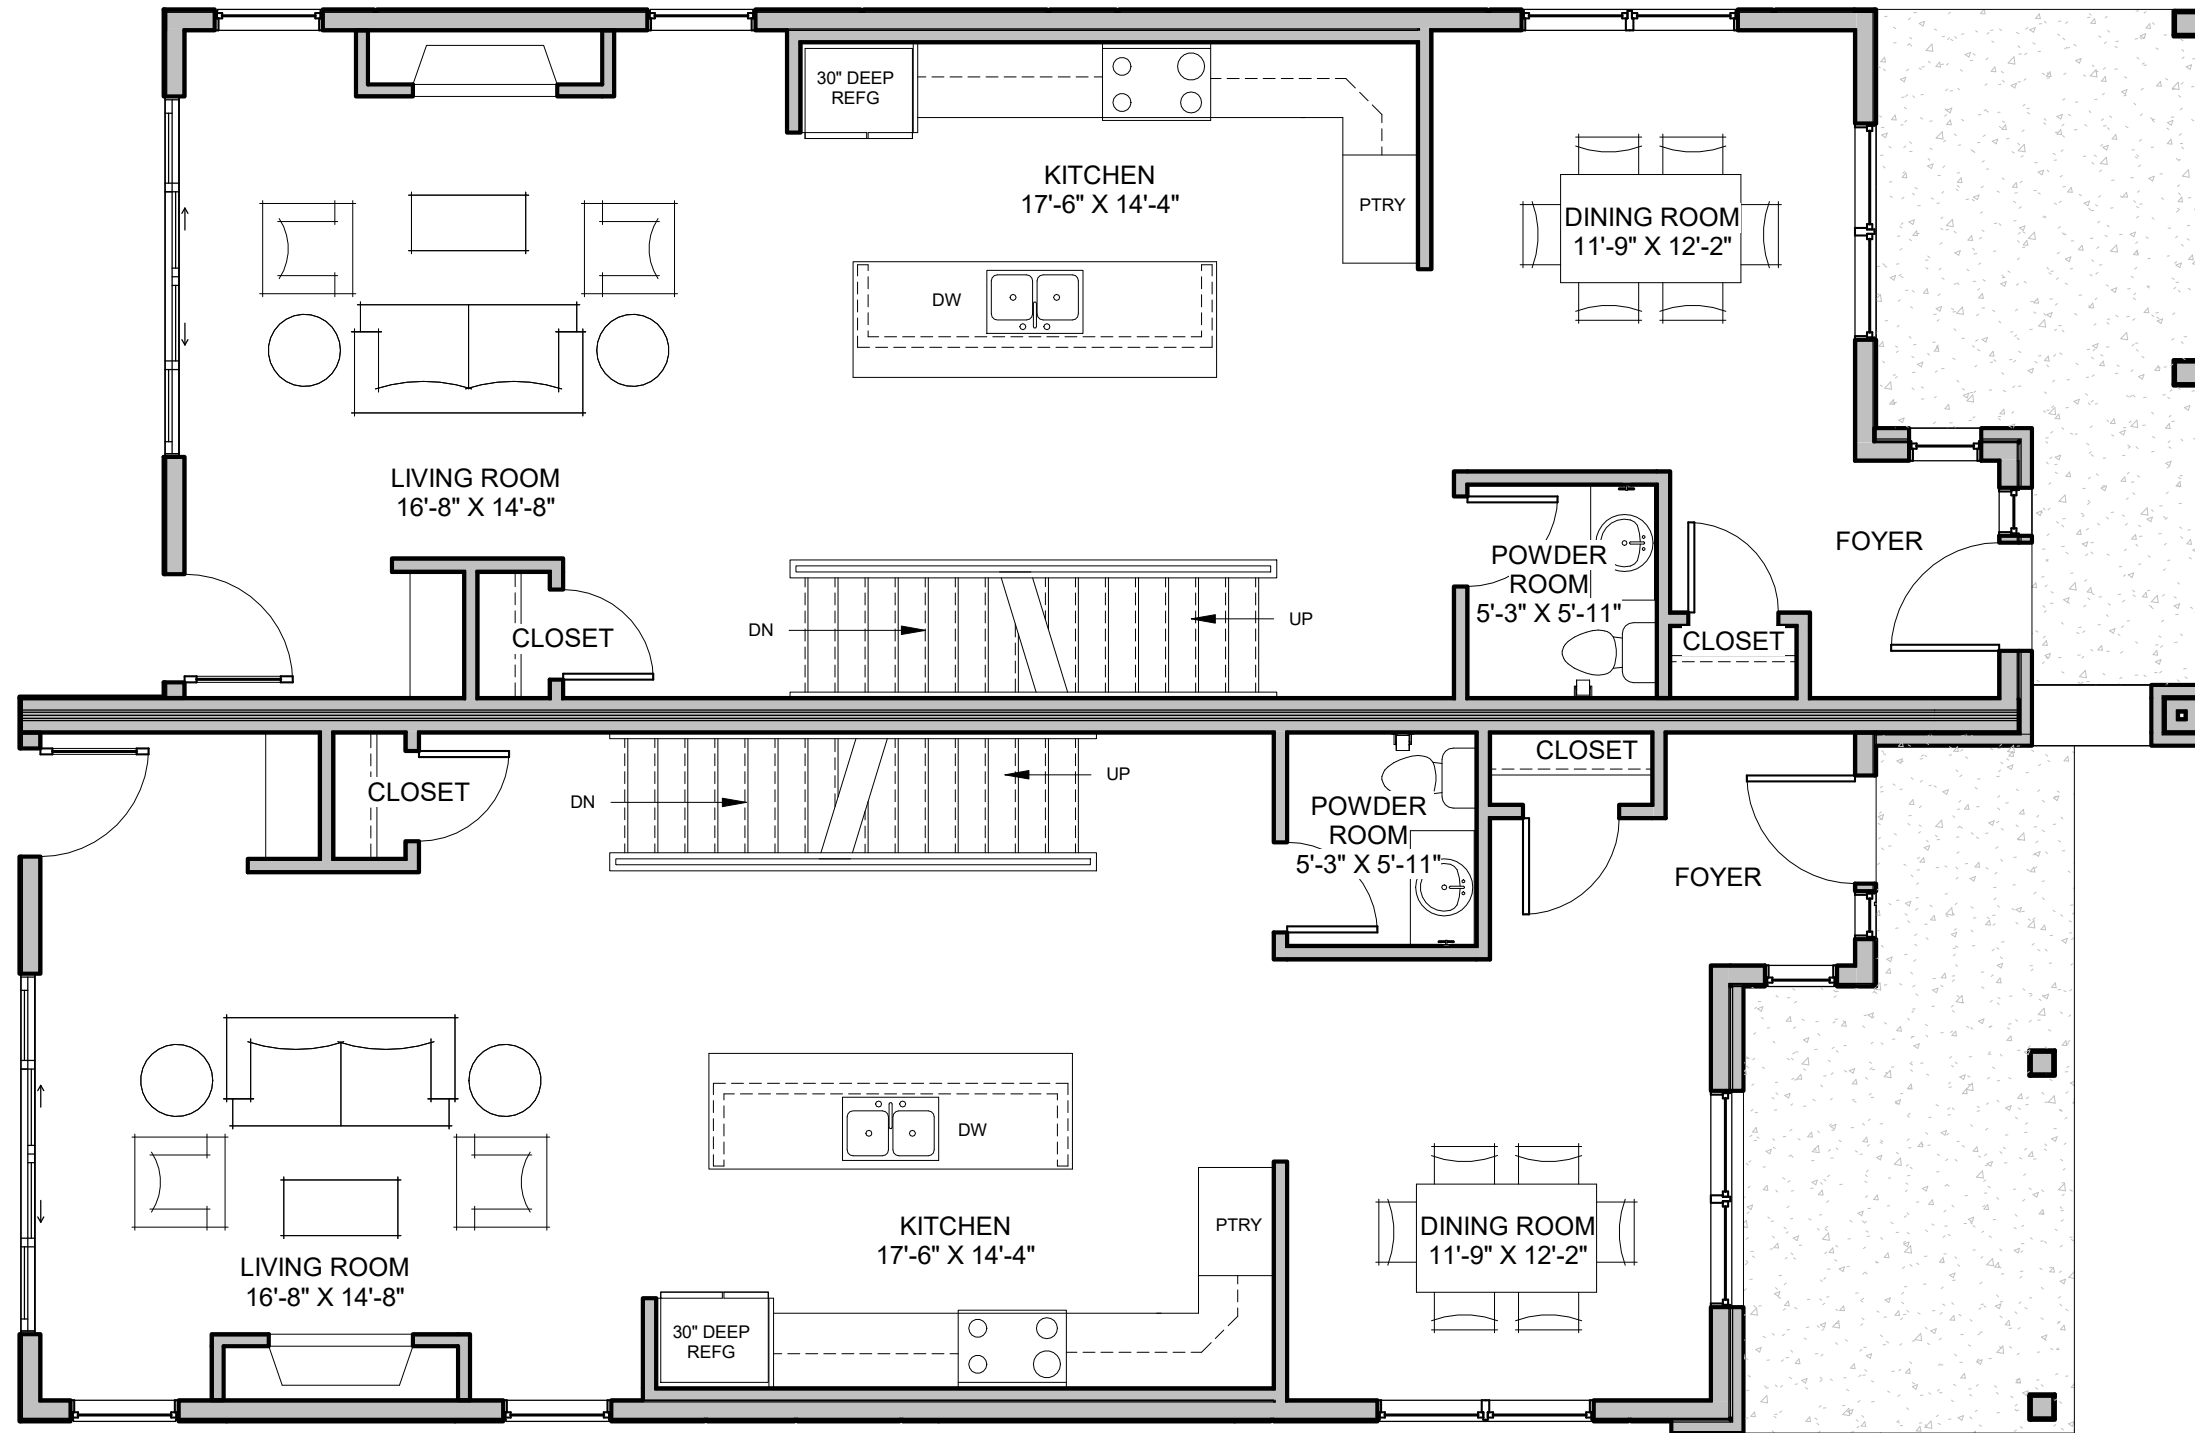 30" DEEP
REFG
KITCHEN
17'-6" X 14'-4"
PTRY
DINING ROOM
11'-9" X 12'-2"
DW
LIVING ROOM
16'-8" X 14'-8"
FOYER
POWDER
ROOM
5'-3" X 5'-11"
CLOSET
DN
UP
CLOSET
CLOSET
CLOSET
DN
UP
POWDER
ROOM
5'-3" X 5'-11"
FOYER
DW
KITCHEN
17'-6" X 14'-4"
PTRY
DINING ROOM
11'-9" X 12'-2"
LIVING ROOM
16'-8" X 14'-8"
30" DEEP
REFG